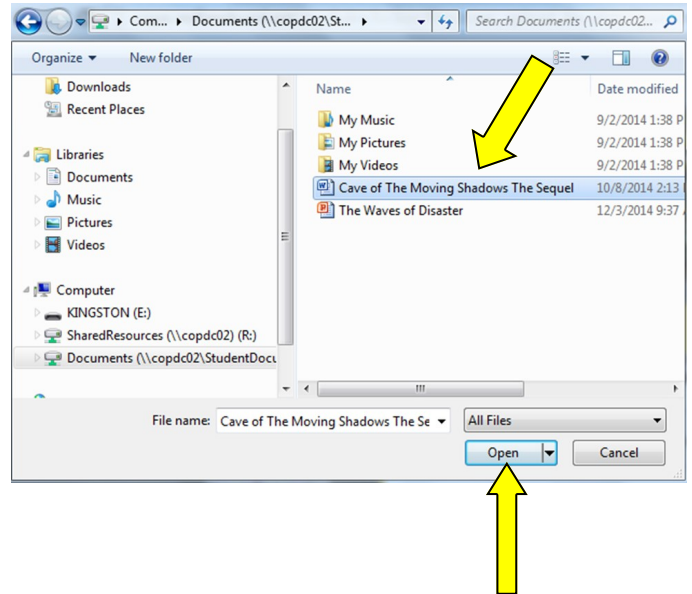 Com... Documents (\\copdc02\St... Search Documents (\\copdc02...
Organize New folder
Downloads
Recent Places
Libraries
Documents
Music
Pictures
Videos
Computer
KINGSTON (E:)
SharedResources (\\copdc02) (R:)
Documents (\\copdc02\StudentDocu
Name Date modified
My Music 9/2/2014 1:38 P
My Pictures 9/2/2014 1:38 P
My Videos 9/2/2014 1:38 P
Cave of The Moving Shadows The Sequel 10/8/2014 2:13
The Waves of Disaster 12/3/2014 9:37
File name: Cave of The Moving Shadows The Se All Files
Open Cancel